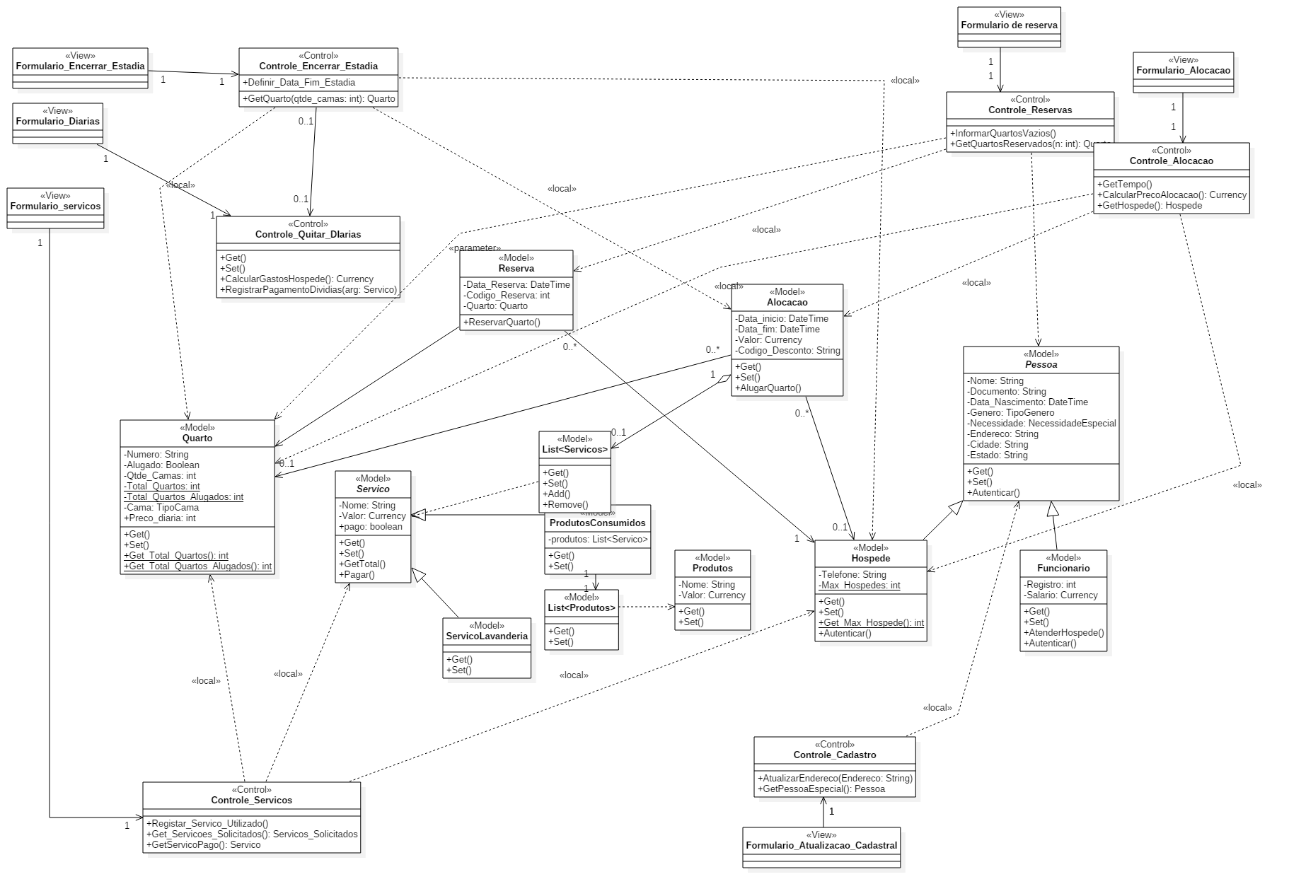 «View»
Formulario de reserva
«View»
Formulario_Encerrar_Estadia
«Control»
Controle_Encerrar_Estadia
+Definir_Data_Fim_Estadia
+GetQuarto(qtde_camas: int): Quarto
«View»
Formulario_Alocacao
1
1
«local»
1
1
«Control»
Controle_Reservas
+InformarQuartosVazios()
+GetQuartosReservados(n: int): Qu
1
1
«View»
Formulario_Diarias
0..1
«Control»
Controle_Alocacao
+GetTempo()
+CalcularPrecoAlocacao(): Currency
+GetHospede(): Hospede
1
«local»
«local»
«View»
Formulario_servicos
1
0..1
1
«Control»
Controle_Quitar_DIarias
+Get()
+Set()
+CalcularGastosHospede(): Currency
+RegistrarPagamentoDividias(arg: Servico)
«local»
«parameter»
«Model»
Reserva
-Data_Reserva: DateTime
-Codigo_Reserva: int
-Quarto: Quarto
+ReservarQuarto()
0..*
«local»
«local»
«Model»
Alocacao
-Data_inicio: DateTime
-Data_fim: DateTime
-Valor: Currency
-Codigo_Desconto: String
+Get()
+Set()
+AlugarQuarto()
0..*
1
0..*
«Model»
Pessoa
-Nome: String
-Documento: String
-Data_Nascimento: DateTime
-Genero: TipoGenero
-Necessidade: NecessidadeEspecial
-Endereco: String
-Cidade: String
-Estado: String
+Get()
+Set()
+Autenticar()
«Model»
Quarto
-Numero: String
-Alugado: Boolean
-Qtde_Camas: int
-Total_Quartos: int
-Total_Quartos_Alugados: int
-Cama: TipoCama
+Preco_diaria: int
+Get()
+Set()
+Get_Total_Quartos(): int
+Get_Total_Quartos_Alugados(): int
0..1
«Model»
Servico
-Nome: String
-Valor: Currency
+pago: boolean
+Get()
+Set()
+GetTotal()
+Pagar()
«Model»
List<Servicos>
+Get()
+Set()
+Add()
+Remove()
0..1
ProdutosConsumidos
-produtos: List<Servico>
+Get()
+Set()
1
1
«Model»
List<Produtos>
+Get()
+Set()
«Model»
Produtos
-Nome: String
-Valor: Currency
+Get()
+Set()
«Model»
ServicoLavanderia
+Get()
+Set()
0..1
1
«Model»
Hospede
-Telefone: String
-Max_Hospedes: int
+Get()
+Set()
+Get_Max_Hospede(): int
+Autenticar()
«local»
«Model»
Funcionario
-Registro: int
-Salario: Currency
+Get()
+Set()
+AtenderHospede()
+Autenticar()
«local»
«local»
«local»
«local»
«Control»
Controle_Cadastro
+AtualizarEndereco(Endereco: String)
+GetPessoaEspecial(): Pessoa
1
«View»
Formulario_Atualizacao_Cadastral
1
«Control»
Controle_Servicos
+Registar_Servico_Utilizado()
+Get_Servicoes_Solicitados(): Servicos_Solicitados
+GetServicoPago(): Servico